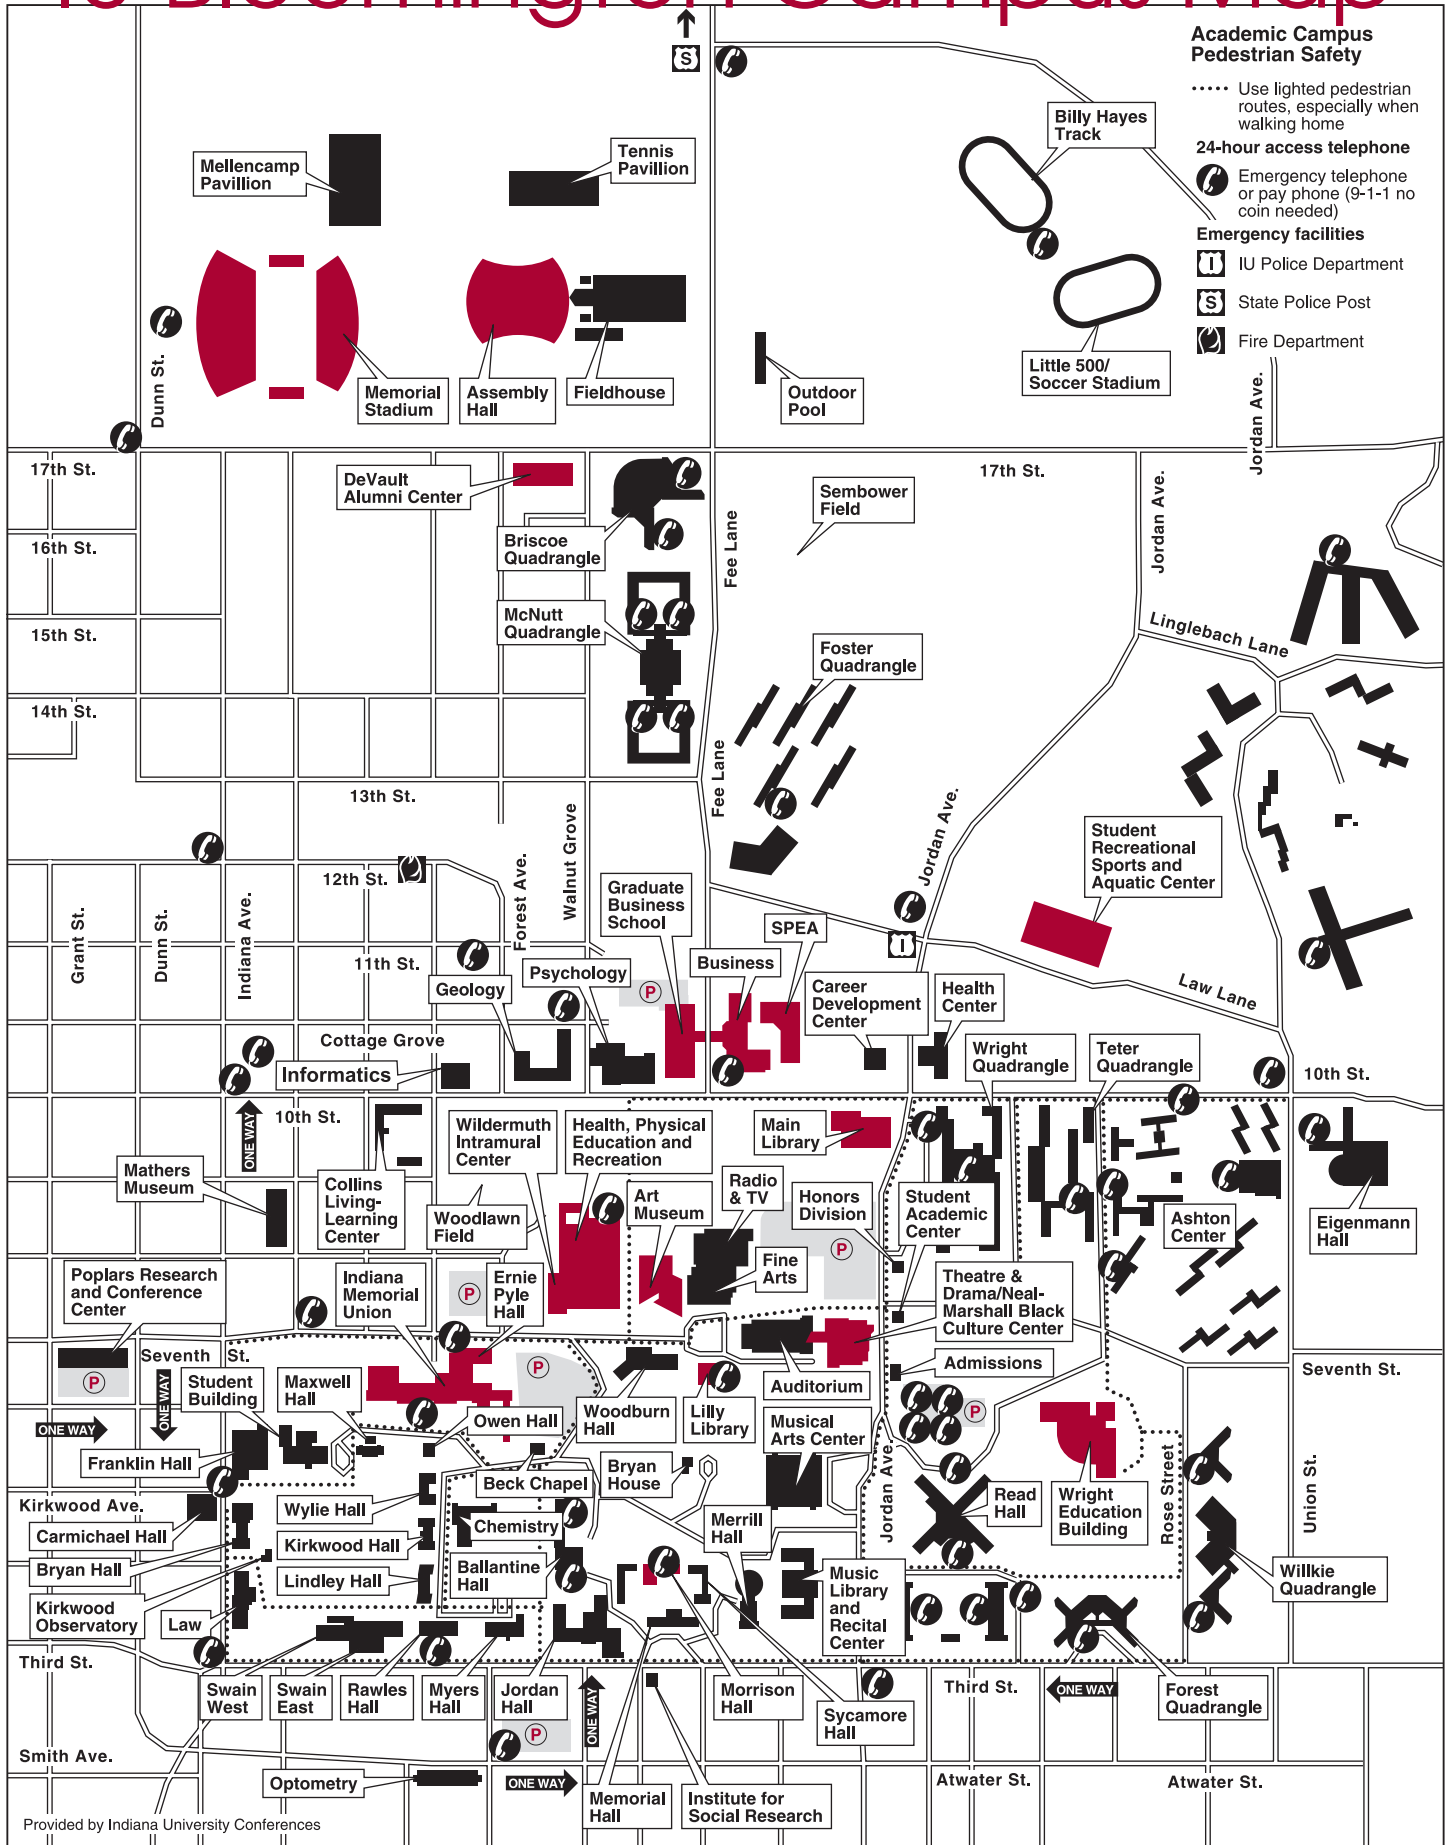 IU Bloomington Campus Map
Academic Campus
Pedestrian Safety
Use lighted pedestrian
routes, especially when
walking home
24-hour access telephone
Emergency telephone
or pay phone (9-1-1 no
coin needed)
Emergency facilities
I
IU Police Department
S
State Police Post
Fire Department
S
Billy Hayes
Track
Mellencamp
Pavillion
Tennis
Pavillion
Dunn St.
Memorial
Stadium
Assembly
Hall
Fieldhouse
Outdoor
Pool
Little 500/
Soccer Stadium
Jordan Ave.
17th St.
DeVault
Alumni Center
17th St.
Sembower
Field
Fee Lane
Jordan Ave.
16th St.
Briscoe
Quadrangle
McNutt
Quadrangle
15th St.
Linglebach Lane
Foster
Quadrangle
14th St.
Fee Lane
13th St.
Walnut Grove
Jordan Ave.
Student
Recreational
Sports and
Aquatic Center
12th St.
Forest Ave.
Graduate
Business
School
SPEA
I
Grant St.
Dunn St.
Indiana Ave.
11th St.
Psychology
Business
Geology
P
Career
Development
Center
Health
Center
Law Lane
Cottage Grove
Informatics
Wright
Quadrangle
Teter
Quadrangle
10th St.
10th St.
ONE WAY
Wildermuth
Intramural
Center
Health, Physical
Education and
Recreation
Main
Library
Mathers
Museum
Collins
Living-
Learning
Center
Woodlawn
Field
Art
Museum
Radio
& TV
Honors
Division
Student
Academic
Center
Ashton
Center
Eigenmann
Hall
P
Fine
Arts
Poplars Research
and Conference
Center
Indiana
Memorial
Union
P
Ernie
Pyle
Hall
Theatre &
Drama/Neal-
Marshall Black
Culture Center
Seventh St.
P
P
Admissions
Seventh St.
ONE WAY
Student
Building
Maxwell
Hall
Auditorium
Owen Hall
Woodburn
Hall
Lilly
Library
Musical
Arts Center
P
ONE WAY
Franklin Hall
Beck Chapel
Bryan
House
Jordan Ave.
Rose Street
Union St.
Kirkwood Ave.
Wylie Hall
Read
Hall
Wright
Education
Building
Carmichael Hall
Chemistry
Merrill
Hall
Kirkwood Hall
Bryan Hall
Ballantine
Hall
Lindley Hall
Music
Library
and
Recital
Center
Willkie
Quadrangle
Kirkwood
Observatory
Law
Third St.
Swain
West
Swain
East
Rawles
Hall
Myers
Hall
Jordan
Hall
ONE WAY
Morrison
Hall
Sycamore
Hall
Third St.
ONE WAY
Forest
Quadrangle
P
Smith Ave.
Optometry
ONE WAY
Memorial
Hall
Institute for
Social Research
Atwater St.
Atwater St.
Provided by Indiana University Conferences